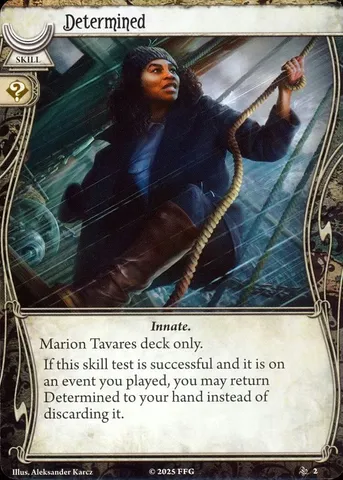 Determined
SKILL
?
Innate.
Marion Tavares deck only.
If this skill test is successful and it is on
an event you played, you may return
Determined to your hand instead of
discarding it.
Illus. Aleksander Karcz © 2025 FFG 2